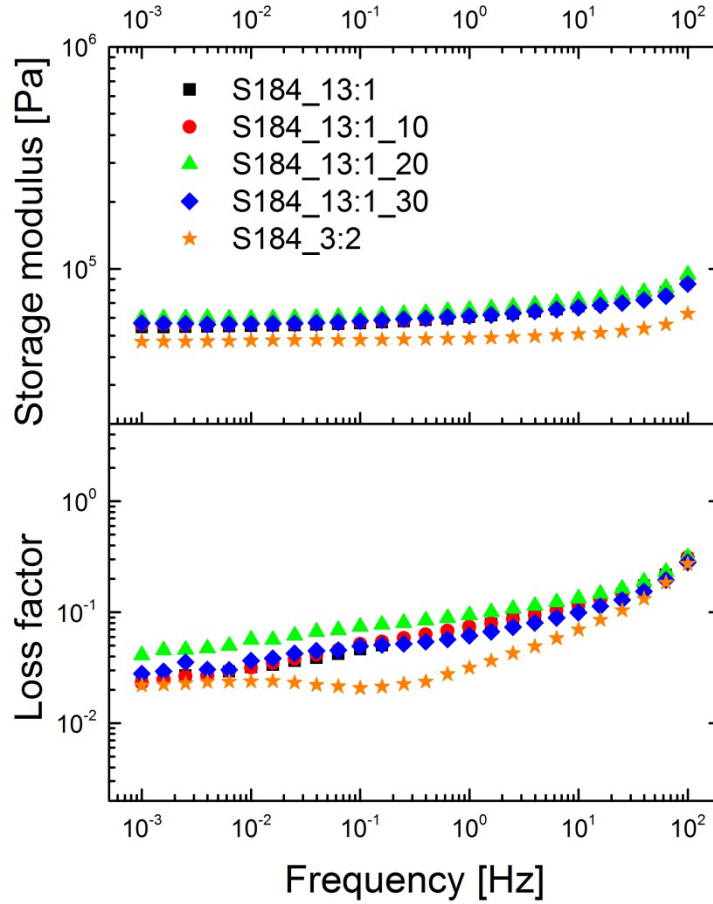 10^-3 10^-2 10^-1 10^0 10^1 10^2
10^6
S184_13:1
S184_13:1_10
S184_13:1_20
S184_13:1_30
S184_3:2
Storage modulus [Pa]
10^5
10^0
10^-1
10^-2
Loss factor
10^-3 10^-2 10^-1 10^0 10^1 10^2
Frequency [Hz]